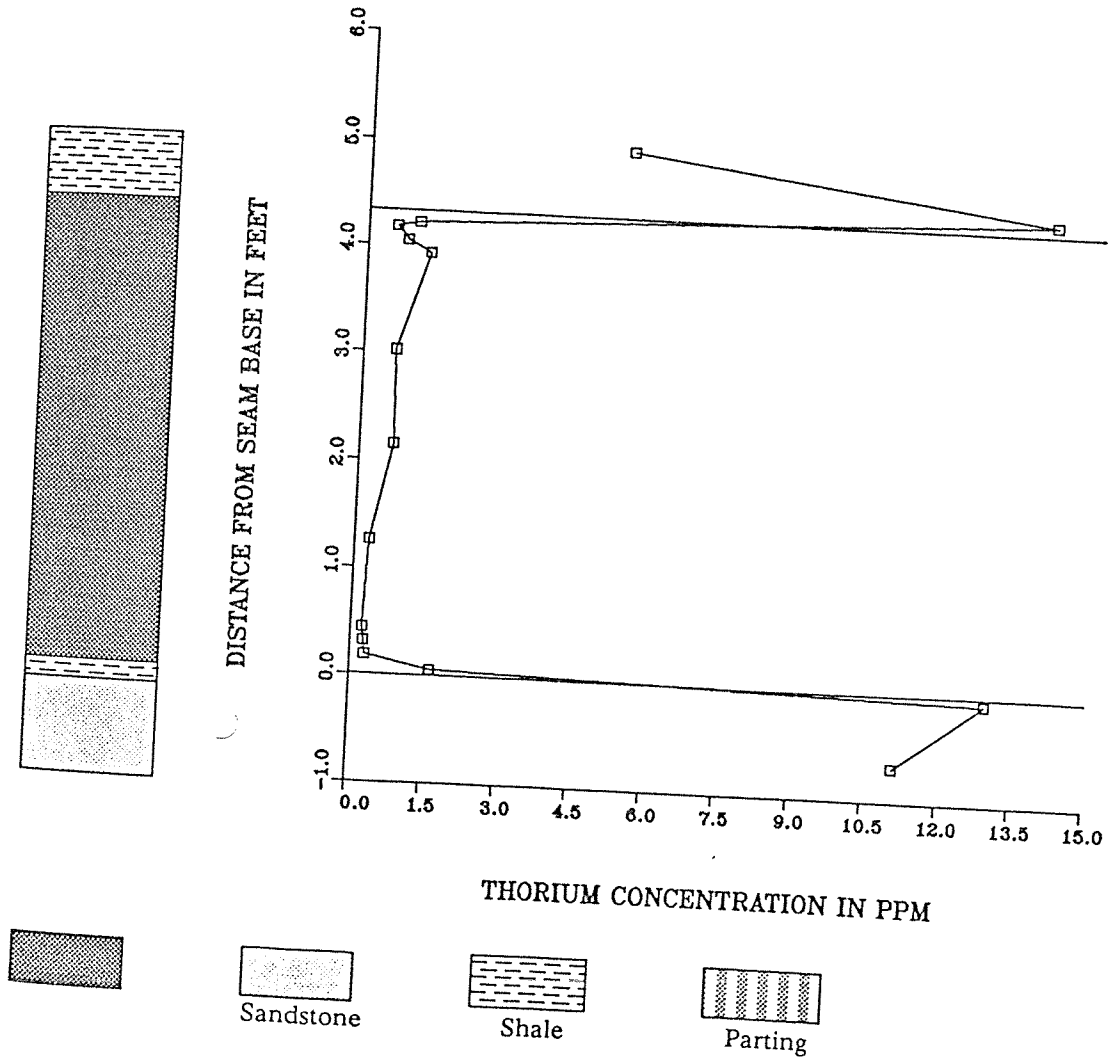 6.0
5.0
4.0
3.0
2.0
1.0
0.0
-1.0
DISTANCE FROM SEAM BASE IN FEET
0.0 1.5 3.0 4.5 6.0 7.5 9.0 10.5 12.0 13.5 15.0
THORIUM CONCENTRATION IN PPM
Sandstone
Shale
Parting